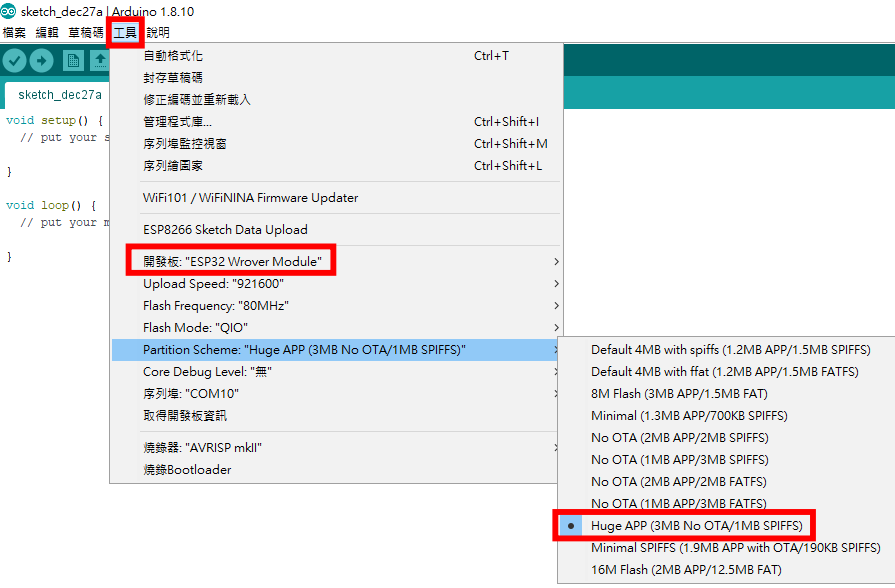 sketch_dec27a | Arduino 1.8.10
檔案 編輯 草稿碼 工具 說明
sketch_dec27a
void setup() {
// put your s
}
void loop() {
// put your m
}
自動格式化 Ctrl+T
封存草稿碼
修正編碼並重新載入
管理程式庫... Ctrl+Shift+I
序列埠監控視窗 Ctrl+Shift+M
序列繪圖家 Ctrl+Shift+L
WiFi101 / WiFiNINA Firmware Updater
ESP8266 Sketch Data Upload
開發板: "ESP32 Wrover Module"
Upload Speed: "921600"
Flash Frequency: "80MHz"
Flash Mode: "QIO"
Partition Scheme: "Huge APP (3MB No OTA/1MB SPIFFS)"
Core Debug Level: "無"
序列埠: "COM10"
取得開發板資訊
燒錄器: "AVRISP mkII"
燒錄Bootloader
Default 4MB with spiffs (1.2MB APP/1.5MB SPIFFS)
Default 4MB with ffat (1.2MB APP/1.5MB FATFS)
8M Flash (3MB APP/1.5MB FAT)
Minimal (1.3MB APP/700KB SPIFFS)
No OTA (2MB APP/2MB SPIFFS)
No OTA (1MB APP/3MB SPIFFS)
No OTA (2MB APP/2MB FATFS)
No OTA (1MB APP/3MB FATFS)
Huge APP (3MB No OTA/1MB SPIFFS)
Minimal SPIFFS (1.9MB APP with OTA/190KB SPIFFS)
16M Flash (2MB APP/12.5MB FAT)